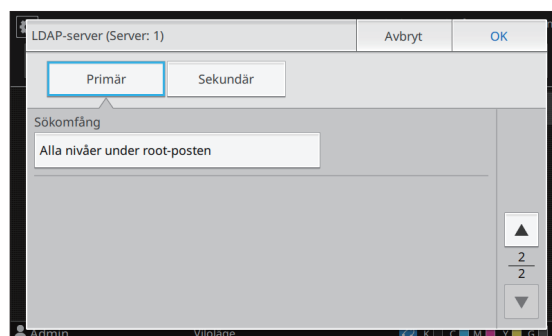 LDAP-server (Server: 1)
Avbryt
OK
Primär
Sekundär
Sökomfång
Alla nivåer under root-posten
2
2
Admin
Viloläge
K
C
M
Y
G